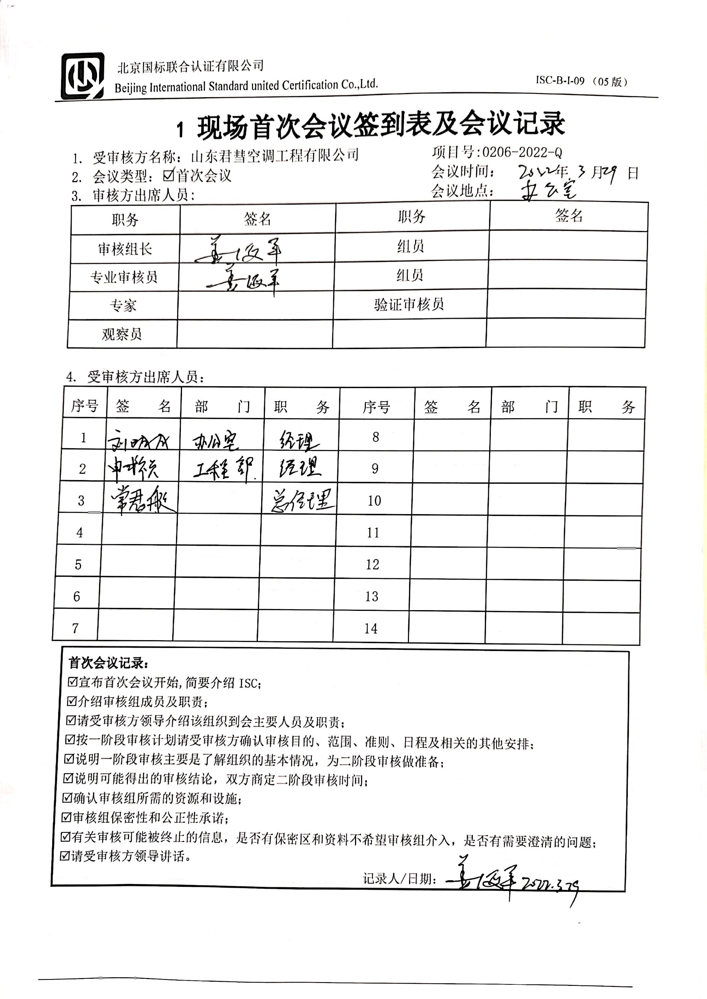 北京国标联合认证有限公司
Beijing International Standard united Certification Co.,Ltd.
ISC-B-I-09 （05 版）
1 现场首次会议签到表及会议记录
1. 受审核方名称：山东君彗空调工程有限公司 项目号:0206-2022-Q
2. 会议类型：☑首次会议 会议时间： 2022年 3 月29 日
3. 审核方出席人员： 会议地点： 办公室
职务 签名 职务 签名
审核组长 姜海军 组员
专业审核员 姜海军 组员
专家 验证审核员
观察员
4. 受审核方出席人员：
序号 签 名 部 门 职 务 序号 签 名 部 门 职 务
1 刘明成 办公室 经理 8
2 工程部 经理 9
3 总经理 10
4 11
5 12
6 13
7 14
首次会议记录：
☑宣布首次会议开始,简要介绍 ISC；
☑介绍审核组成员及职责；
☑请受审核方领导介绍该组织到会主要人员及职责；
☑按一阶段审核计划请受审核方确认审核目的、范围、准则、日程及相关的其他安排；
☑说明一阶段审核主要是了解组织的基本情况，为二阶段审核做准备；
☑说明可能得出的审核结论，双方商定二阶段审核时间；
☑确认审核组所需的资源和设施；
☑审核组保密性和公正性承诺；
☑有关审核可能被终止的信息，是否有保密区和资料不希望审核组介入，是否有需要澄清的问题；
☑请受审核方领导讲话。
记录人/日期： 姜海军 2022.3.29